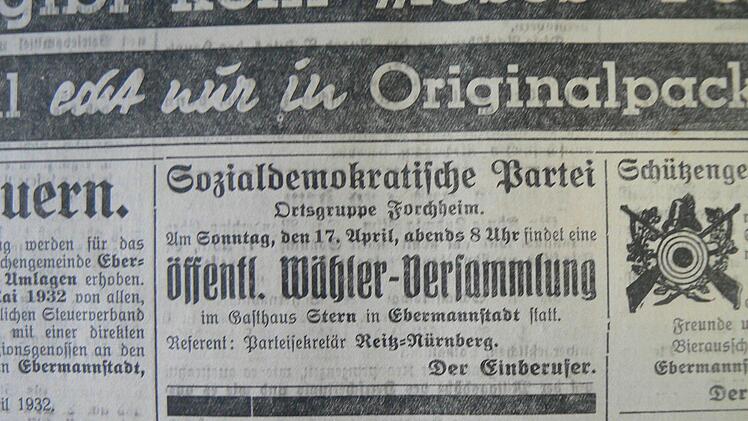 echt nur in Originalpack
uern.
werden für das
chengemeinde Eber-
Umlagen erhoben.
1932 von allen,
lichen Steuerverband
mit einer direkten
ionsgenossen an den
Ebermannstadt,
il 1932.
Sozialdemokratische Partei
Ortsgruppe Forchheim.
Am Sonntag, den 17. April, abends 8 Uhr findet eine
öffentl. Wähler-Versammlung
im Gasthaus Stern in Ebermannstadt statt.
Referent: Parteisekretär Reitz-Nürnberg.
Der Einberufer.
Schützenge
Freunde u
Bierausch
Ebermannst
Der